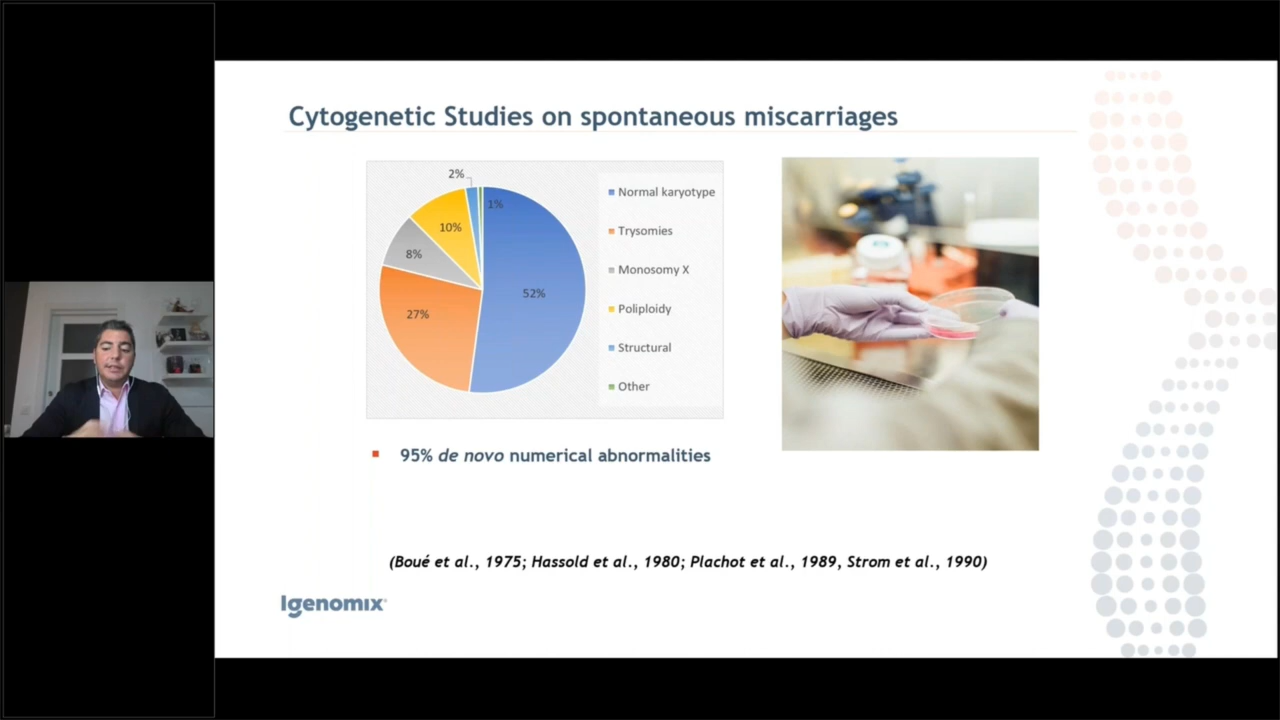 Cytogenetic Studies on spontaneous miscarriages
2%
1%
10%
8%
52%
27%
Normal karyotype
Trysomies
Monosomy X
Poliploidy
Structural
Other
95% de novo numerical abnormalities
(Boué et al., 1975; Hassold et al., 1980; Plachot et al., 1989, Strom et al., 1990)
Igenomix